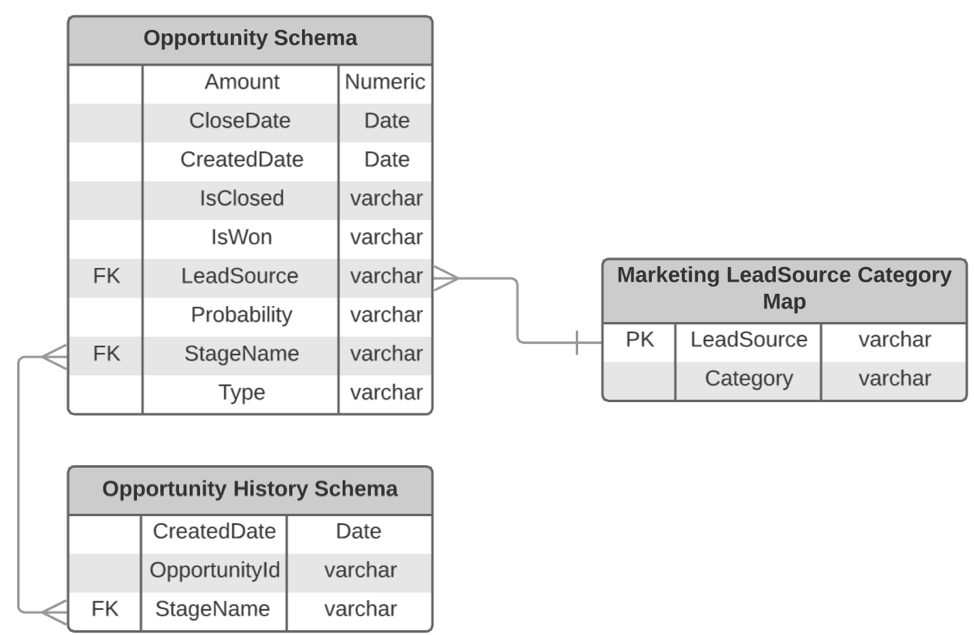 Opportunity Schema
Amount Numeric
CloseDate Date
CreatedDate Date
IsClosed varchar
IsWon varchar
FK LeadSource varchar
Probability varchar
FK StageName varchar
Type varchar
Marketing LeadSource Category
Map
PK LeadSource varchar
Category varchar
Opportunity History Schema
CreatedDate Date
OpportunityId varchar
FK StageName varchar